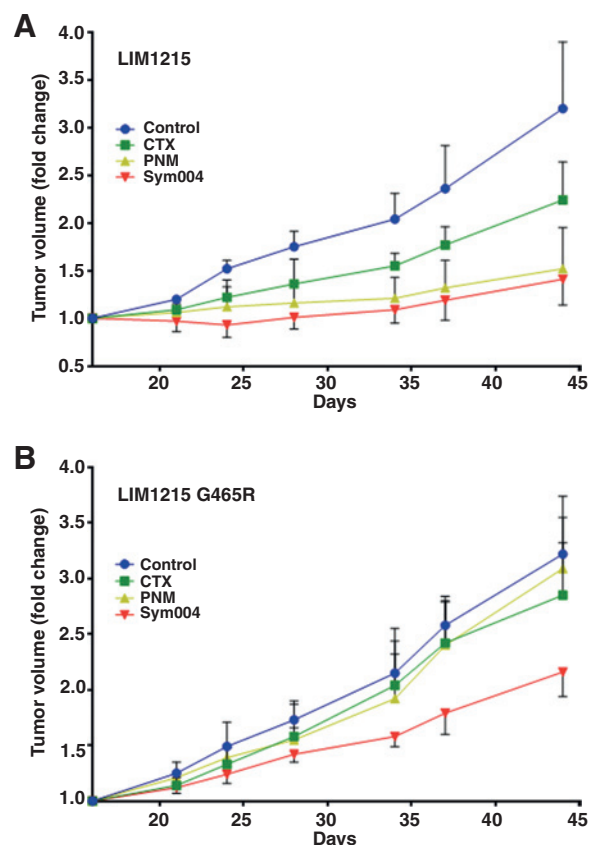 A
4.0
LIM1215
3.5
Control
CTX
PNM
Sym004
3.0
2.5
2.0
1.5
1.0
0.5
Tumor volume (fold change)
20 25 30 35 40 45
Days
B
4.0
LIM1215 G465R
3.5
Control
CTX
PNM
Sym004
3.0
2.5
2.0
1.5
1.0
Tumor volume (fold change)
20 25 30 35 40 45
Days